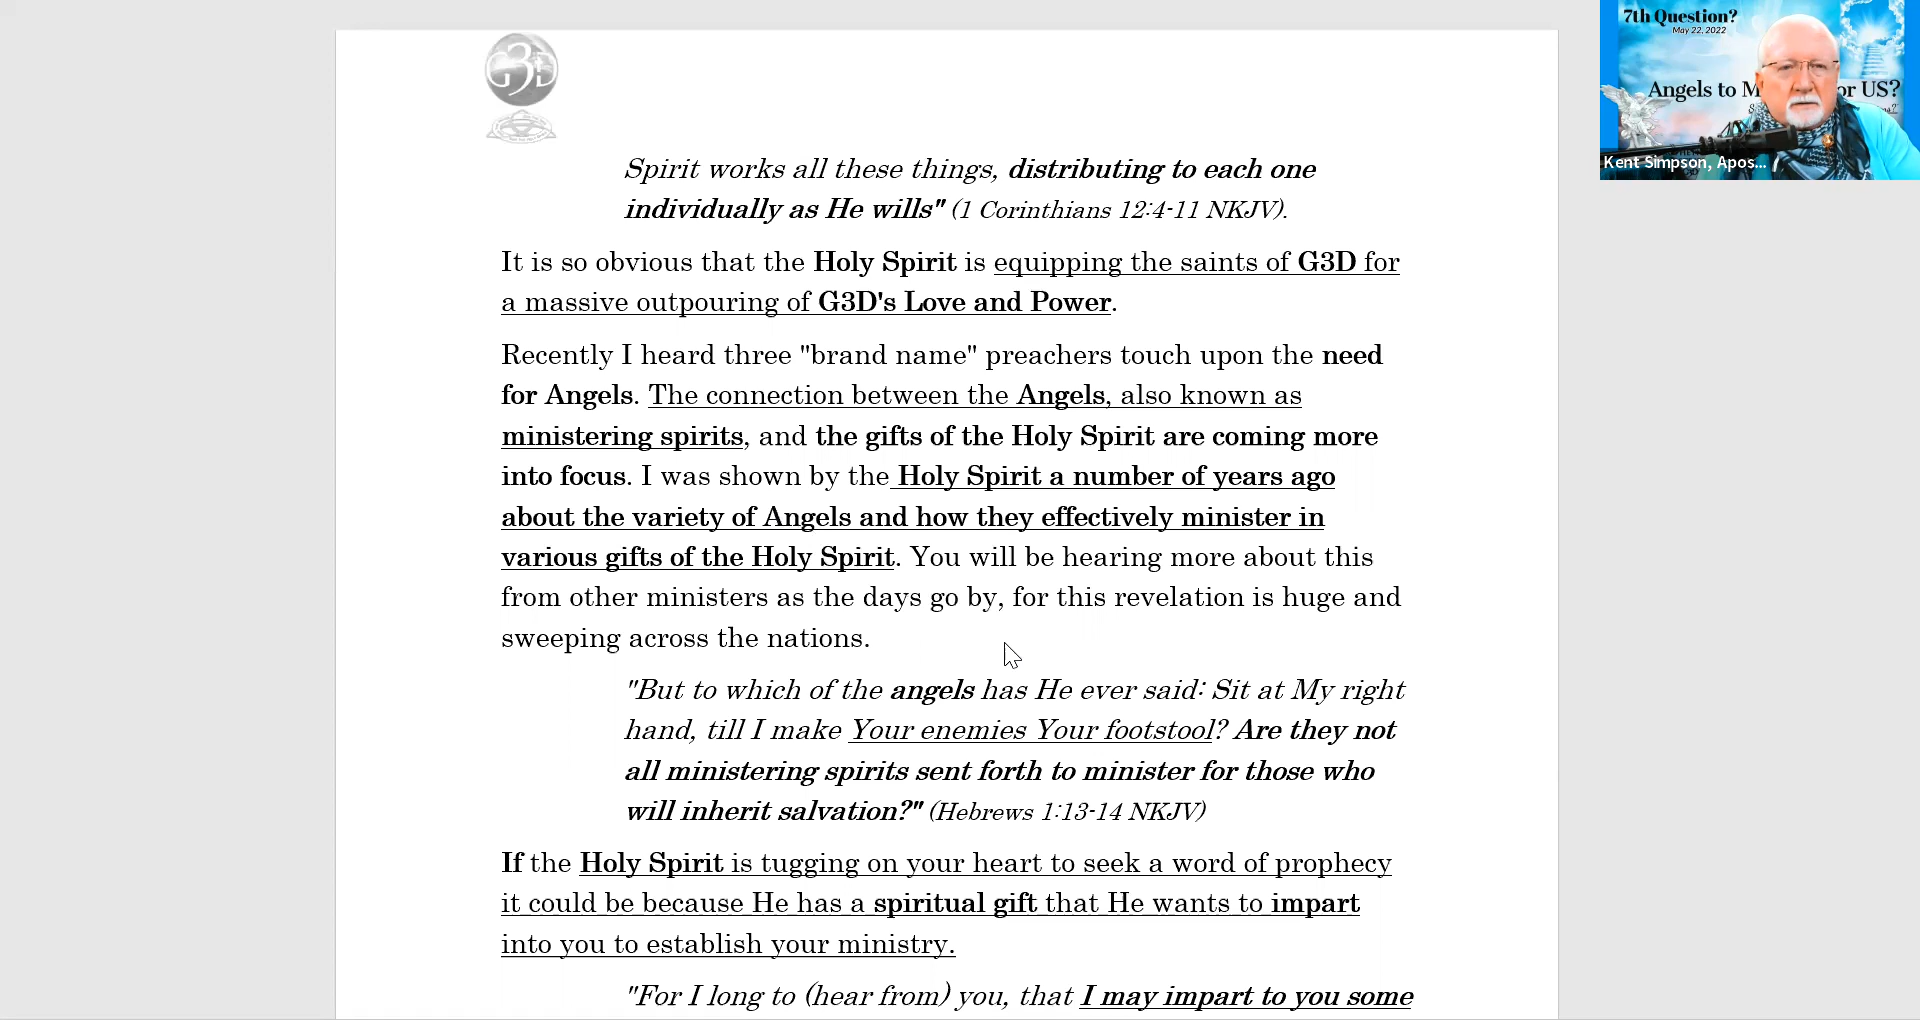 G3D
Spirit works all these things, distributing to each one
individually as He wills" (1 Corinthians 12:4-11 NKJV).
It is so obvious that the Holy Spirit is equipping the saints of G3D for
a massive outpouring of G3D's Love and Power.
Recently I heard three "brand name" preachers touch upon the need
for Angels. The connection between the Angels, also known as
ministering spirits, and the gifts of the Holy Spirit are coming more
into focus. I was shown by the Holy Spirit a number of years ago
about the variety of Angels and how they effectively minister in
various gifts of the Holy Spirit. You will be hearing more about this
from other ministers as the days go by, for this revelation is huge and
sweeping across the nations.
"But to which of the angels has He ever said: Sit at My right
hand, till I make Your enemies Your footstool? Are they not
all ministering spirits sent forth to minister for those who
will inherit salvation?" (Hebrews 1:13-14 NKJV)
If the Holy Spirit is tugging on your heart to seek a word of prophecy
it could be because He has a spiritual gift that He wants to impart
into you to establish your ministry.
"For I long to (hear from) you, that I may impart to you some
7th Question?
May 22, 2022
Angels to M or US?
Kent Simpson, Apos...